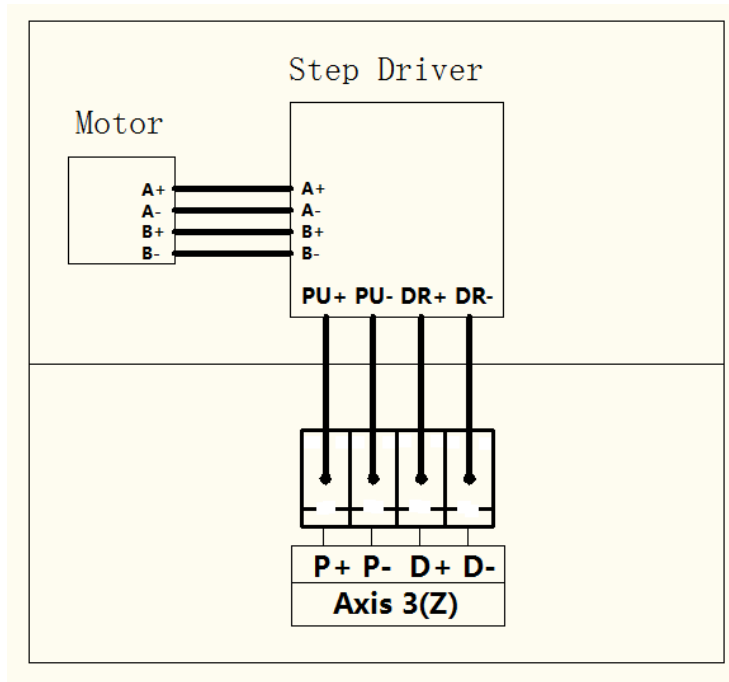 Step Driver
Motor
A+ A+
A- A-
B+ B+
B- B-
PU+ PU- DR+ DR-
P+ P- D+ D-
Axis 3(Z)